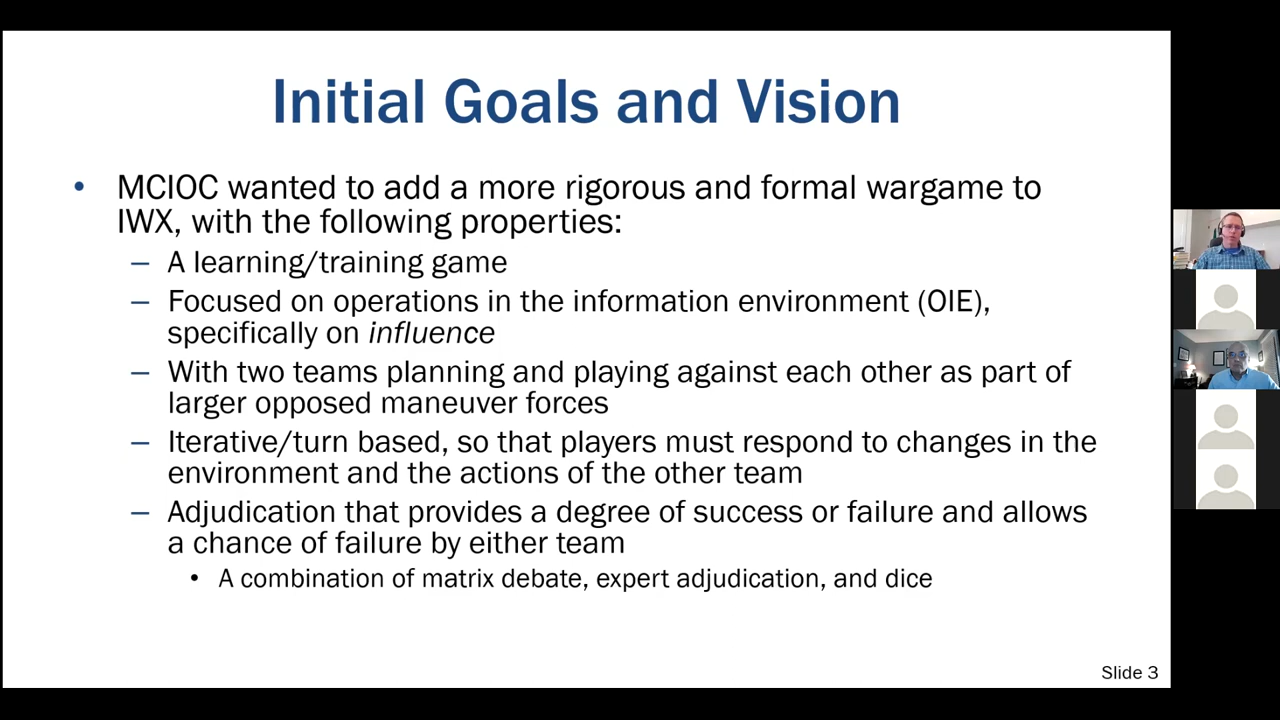 Initial Goals and Vision
• MCIOC wanted to add a more rigorous and formal wargame to
IWX, with the following properties:
– A learning/training game
– Focused on operations in the information environment (OIE),
specifically on influence
– With two teams planning and playing against each other as part of
larger opposed maneuver forces
– Iterative/turn based, so that players must respond to changes in the
environment and the actions of the other team
– Adjudication that provides a degree of success or failure and allows
a chance of failure by either team
• A combination of matrix debate, expert adjudication, and dice
Slide 3